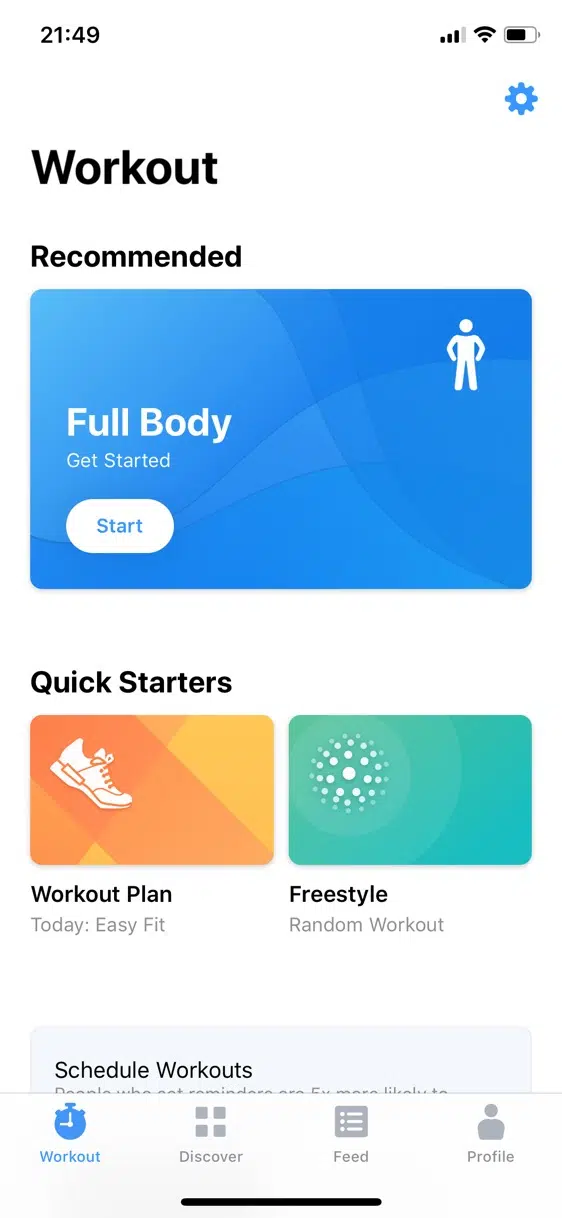 21:49
Workout
Recommended
Full Body
Get Started
Start
Quick Starters
Workout Plan
Today: Easy Fit
Freestyle
Random Workout
Schedule Workouts
People who set reminders are 5x more likely to
Workout
Discover
Feed
Profile